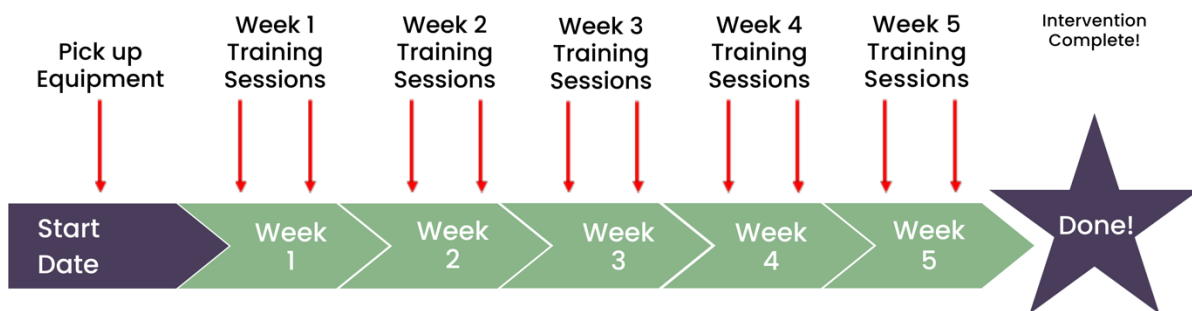 Pick up
Equipment
Week 1
Training
Sessions
Week 2
Training
Sessions
Week 3
Training
Sessions
Week 4
Training
Sessions
Week 5
Training
Sessions
Intervention
Complete!
Start
Date
Week
1
Week
2
Week
3
Week
4
Week
5
Done!